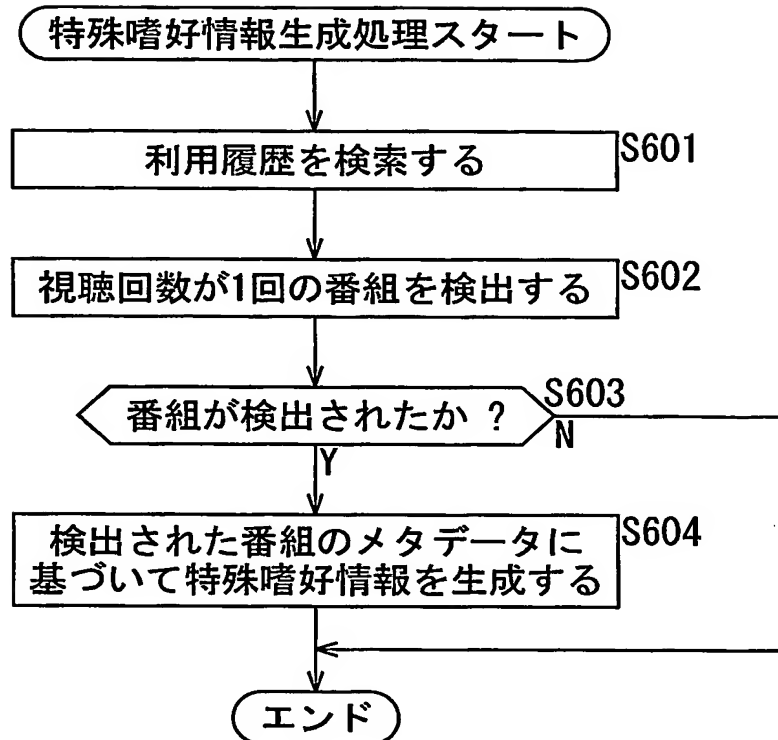 特殊嗜好情報生成処理スタート
利用履歴を検索する
S601
視聴回数が1回の番組を検出する
S602
番組が検出されたか ?
S603
N
Y
検出された番組のメタデータに
基づいて特殊嗜好情報を生成する
S604
エンド